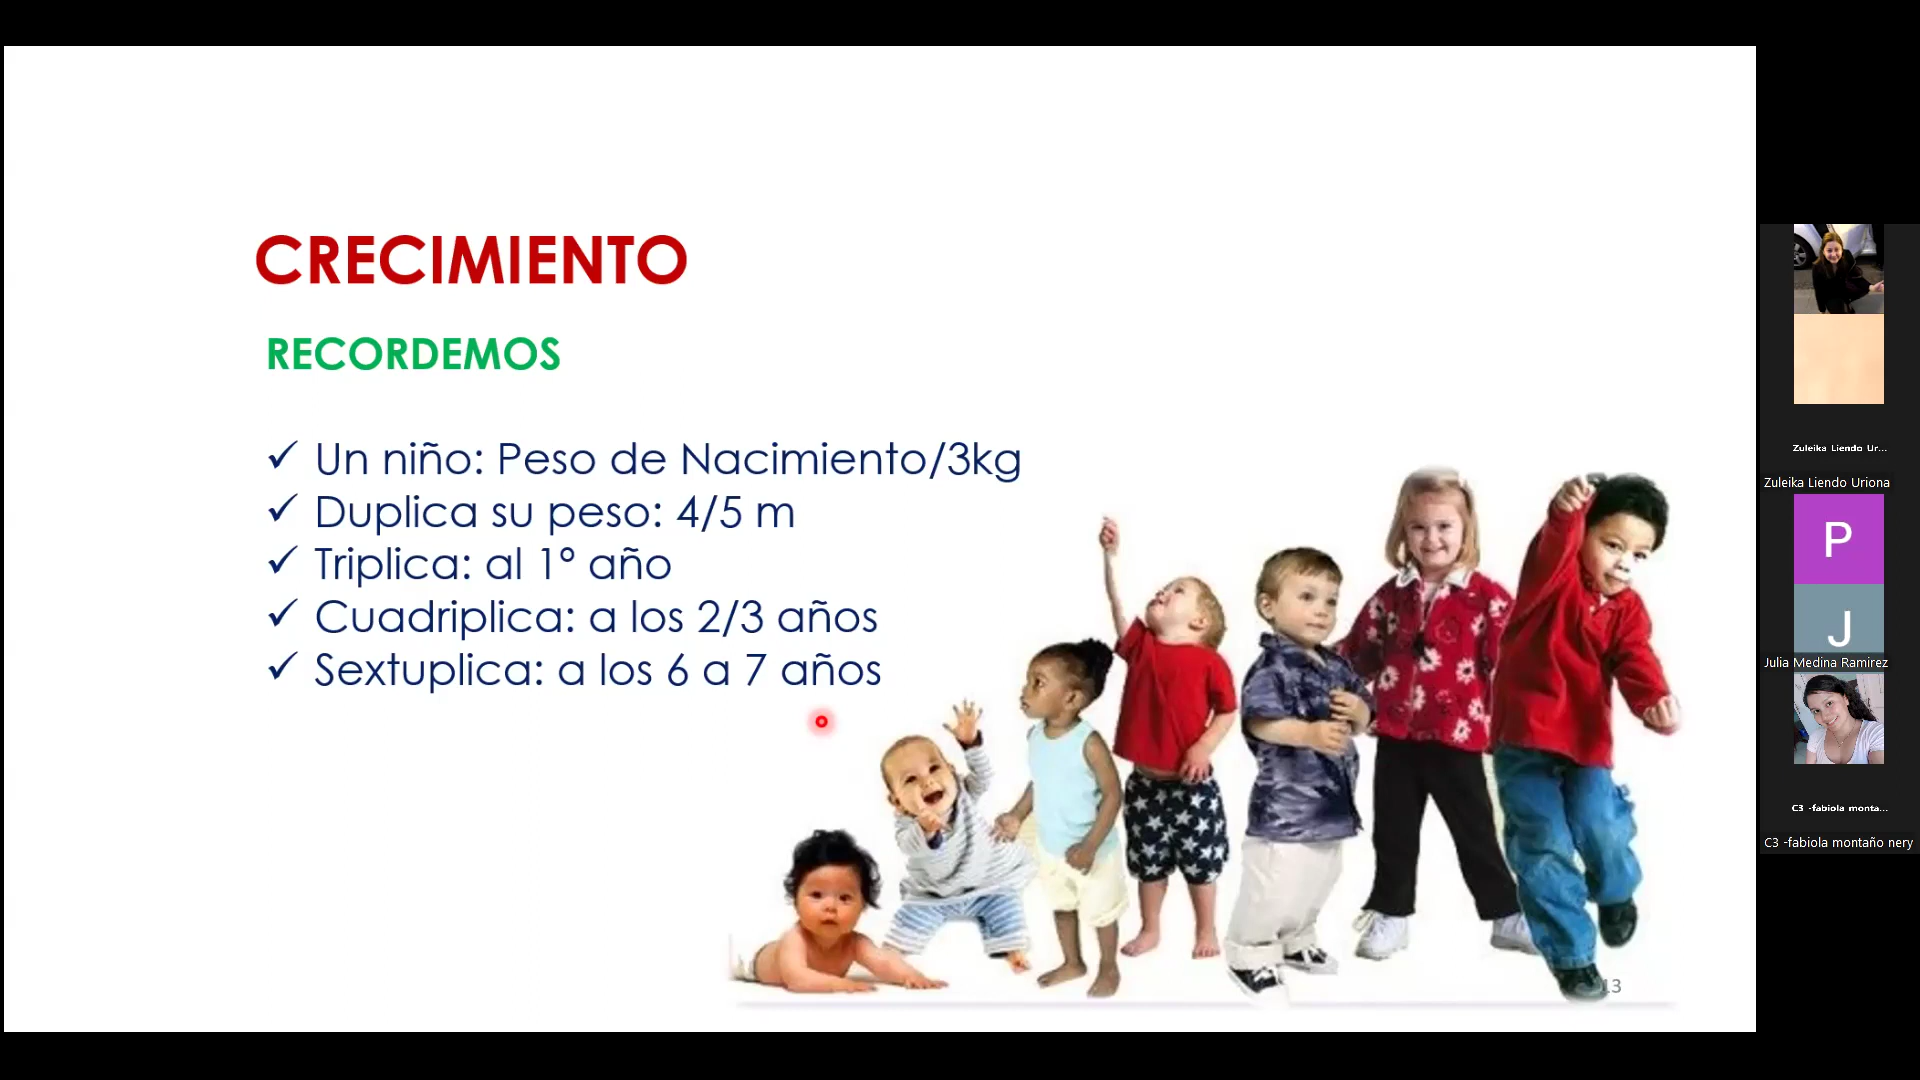 CRECIMIENTO
RECORDEMOS
✓ Un niño: Peso de Nacimiento/3kg
✓ Duplica su peso: 4/5 m
✓ Triplica: al 1º año
✓ Cuadriplica: a los 2/3 años
✓ Sextuplica: a los 6 a 7 años
13
Zuleika Liendo Ur...
Zuleika Liendo Uriona
P
J
Julia Medina Ramirez
C3 -fabiola monta...
C3 -fabiola montaño nery